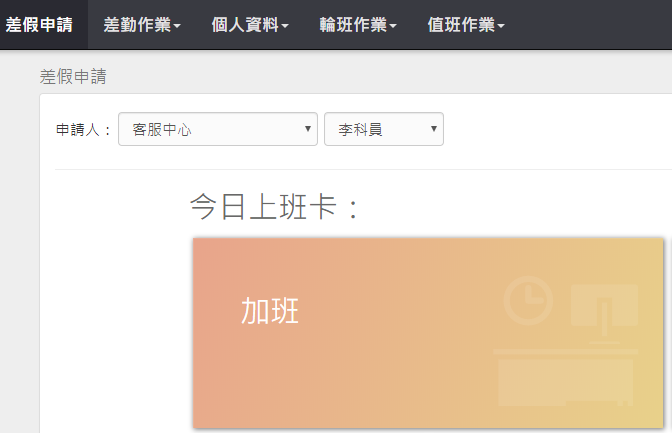 差假申請 差勤作業 個人資料 輪班作業 值班作業
差假申請
申請人： 客服中心 李科員
今日上班卡：
加班